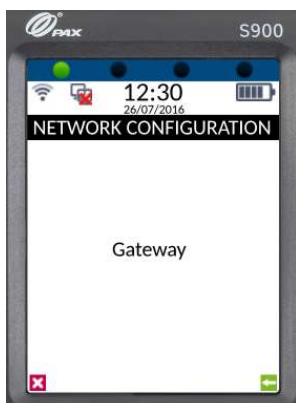 PAX S900
12:30
26/07/2016
NETWORK CONFIGURATION
Gateway